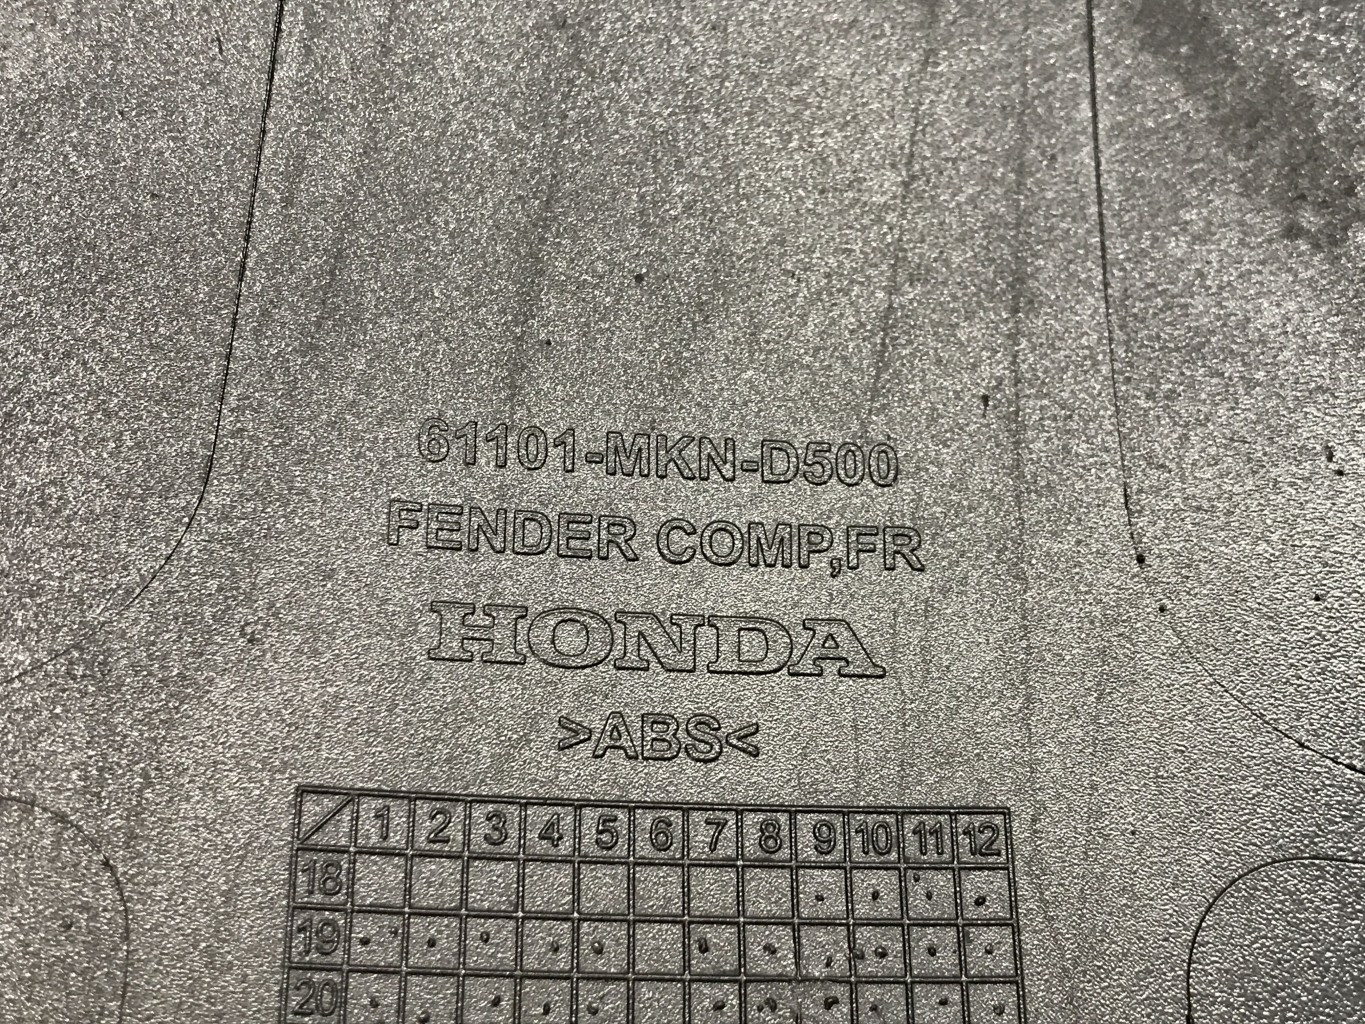 61101-MKN-D500
FENDER COMP,FR
HONDA
>ABS<
1 2 3 4 5 6 7 8 9 10 11 12
18
19
20